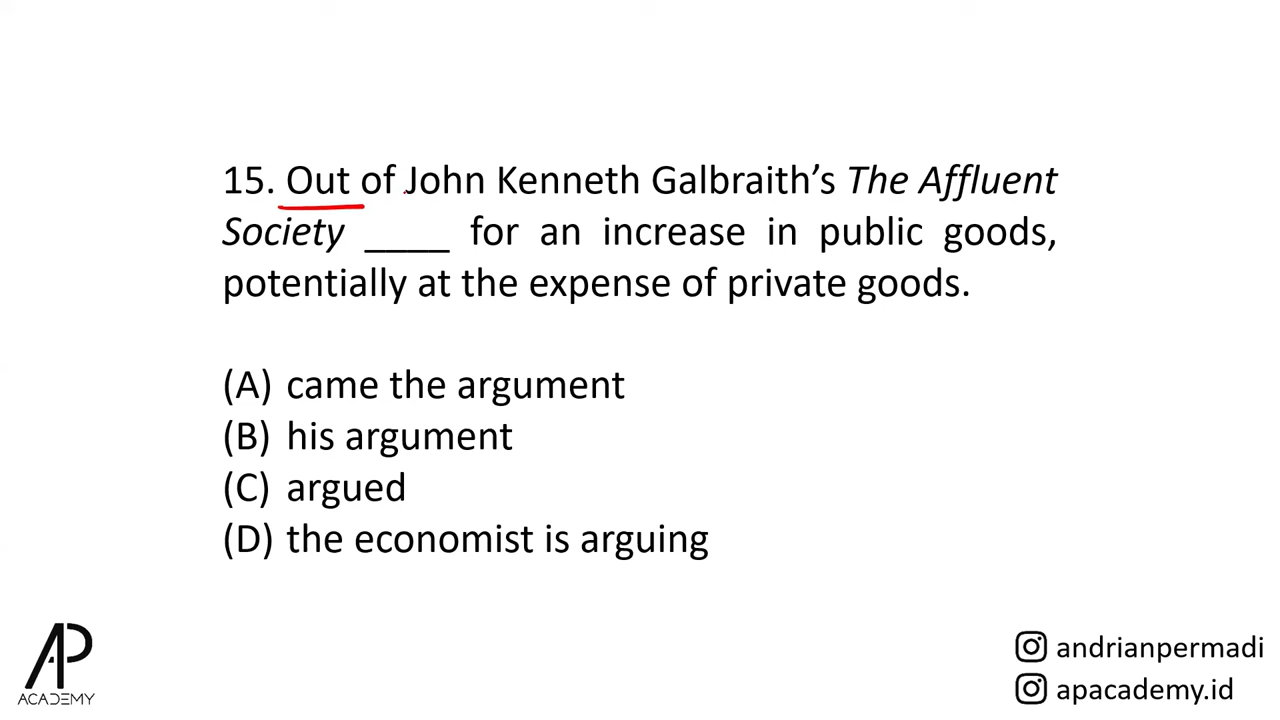 15. Out of John Kenneth Galbraith’s The Affluent
Society ____ for an increase in public goods,
potentially at the expense of private goods.
(A) came the argument
(B) his argument
(C) argued
(D) the economist is arguing
AP
ACADEMY
andrianpermadi
apacademy.id